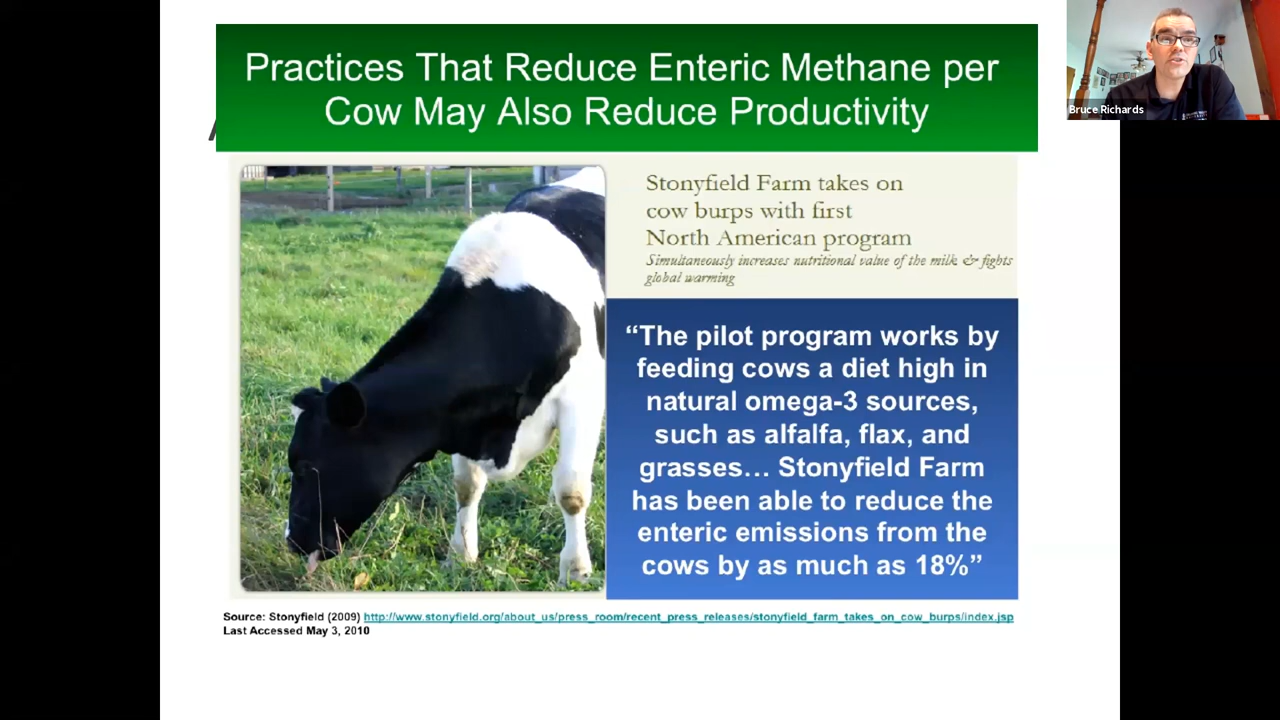 Practices That Reduce Enteric Methane per
Cow May Also Reduce Productivity
Bruce Richards
Stonyfield Farm takes on
cow burps with first
North American program
Simultaneously increases nutritional value of the milk & fights
global warming
“The pilot program works by
feeding cows a diet high in
natural omega-3 sources,
such as alfalfa, flax, and
grasses… Stonyfield Farm
has been able to reduce the
enteric emissions from the
cows by as much as 18%”
Source: Stonyfield (2009) http://www.stonyfield.org/about_us/press_room/recent_press_releases/stonyfield_farm_takes_on_cow_burps/index.jsp
Last Accessed May 3, 2010